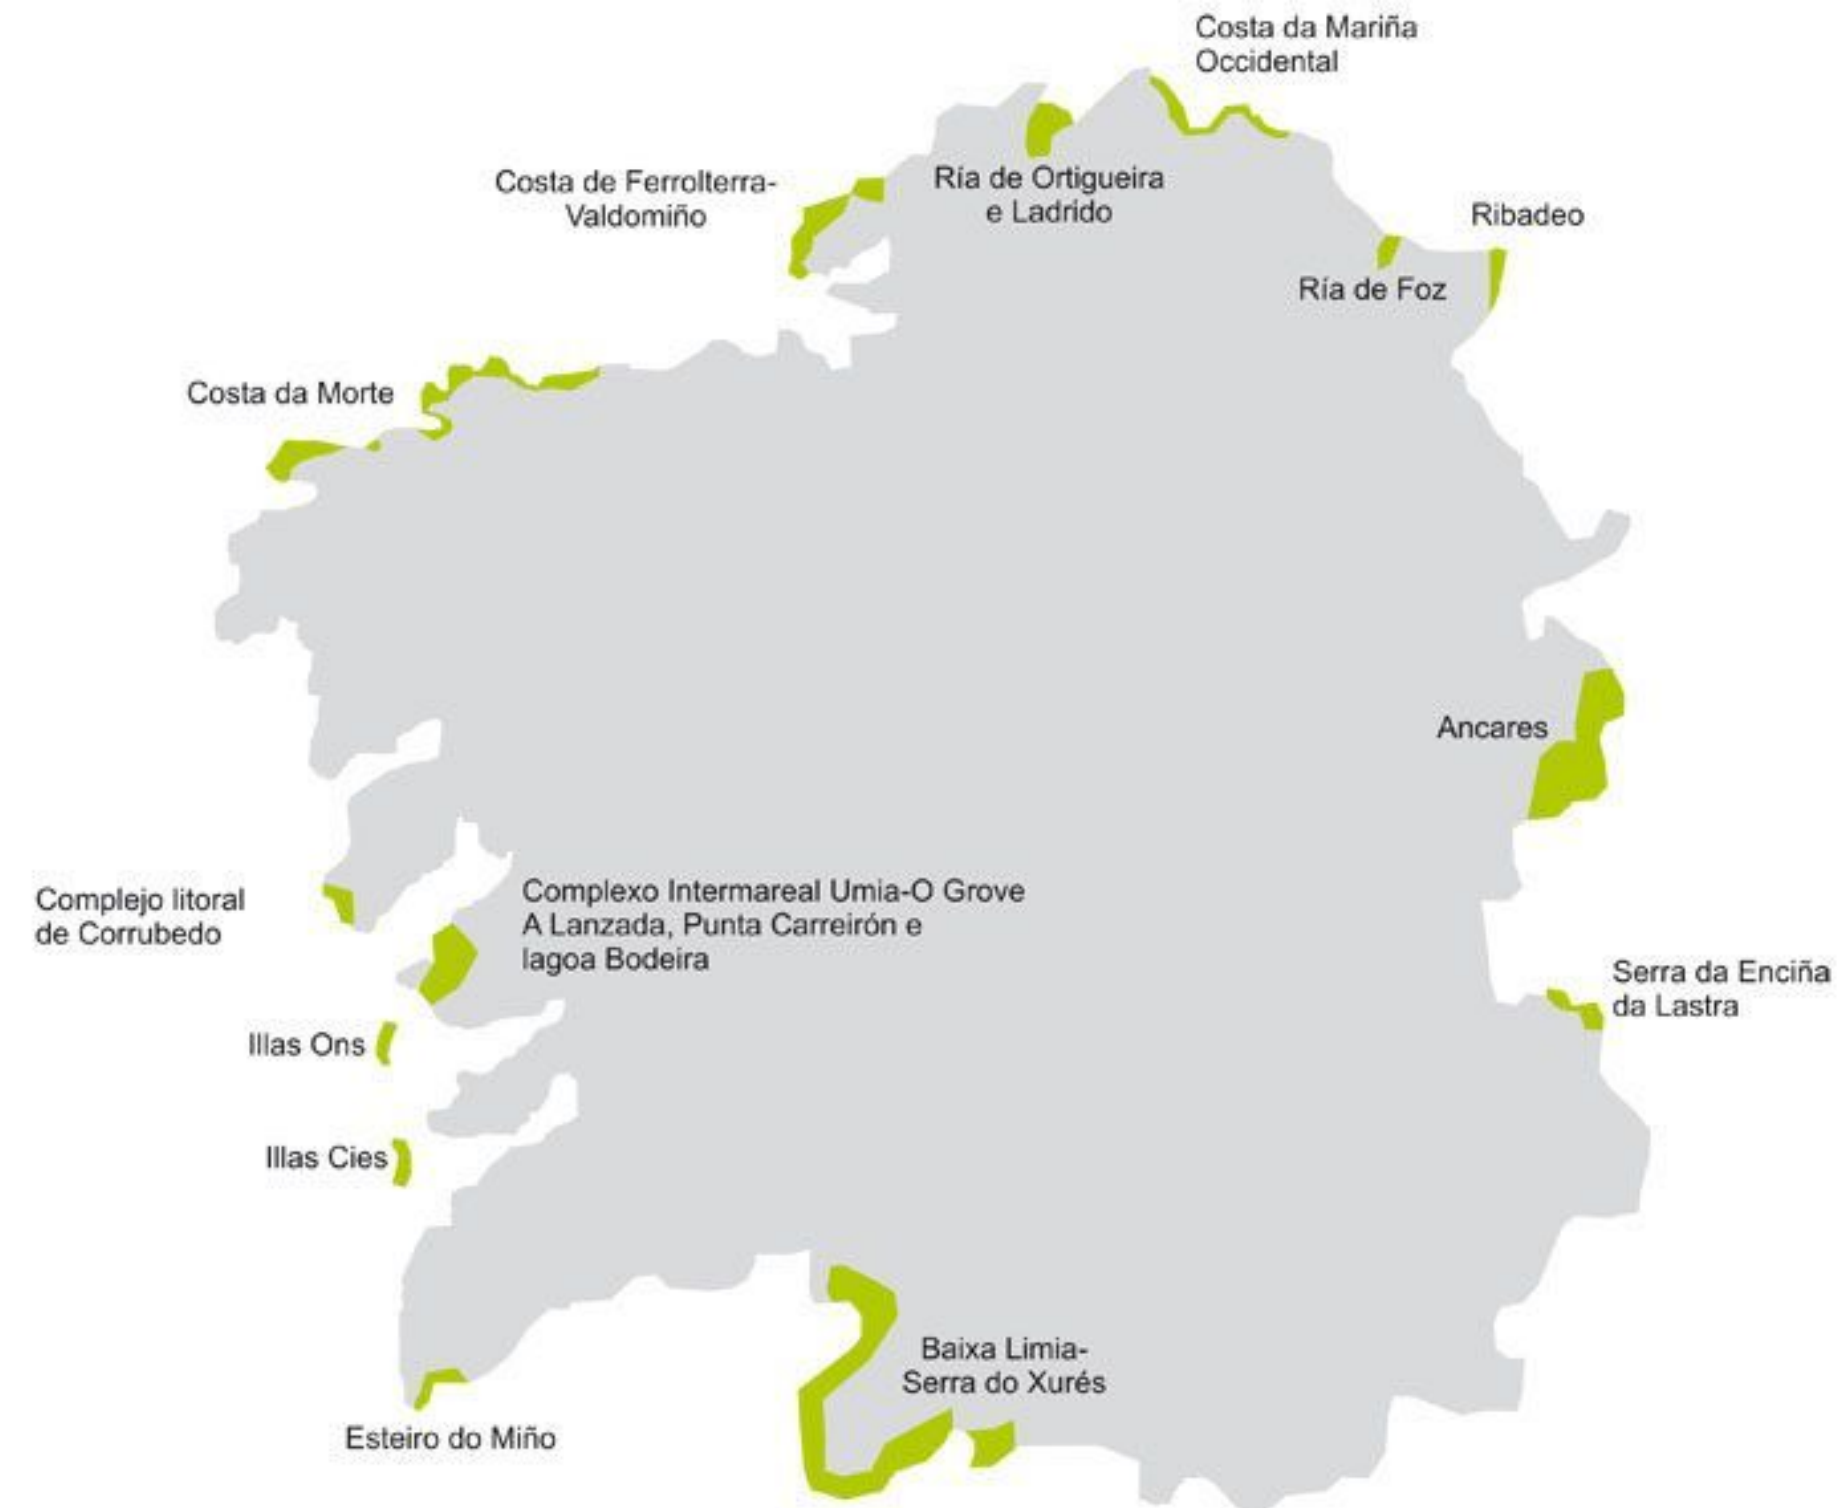 Costa da Mariña
Occidental
Costa de Ferrolterra-
Valdomiño
Ría de Ortigueira
e Ladrido
Ribadeo
Ría de Foz
Costa da Morte
Ancares
Complejo litoral
de Corrubedo
Complexo Intermareal Umia-O Grove
A Lanzada, Punta Carreirón e
lagoa Bodeira
Serra da Enciña
da Lastra
Illas Ons
Illas Cies
Baixa Limia-
Serra do Xurés
Esteiro do Miño